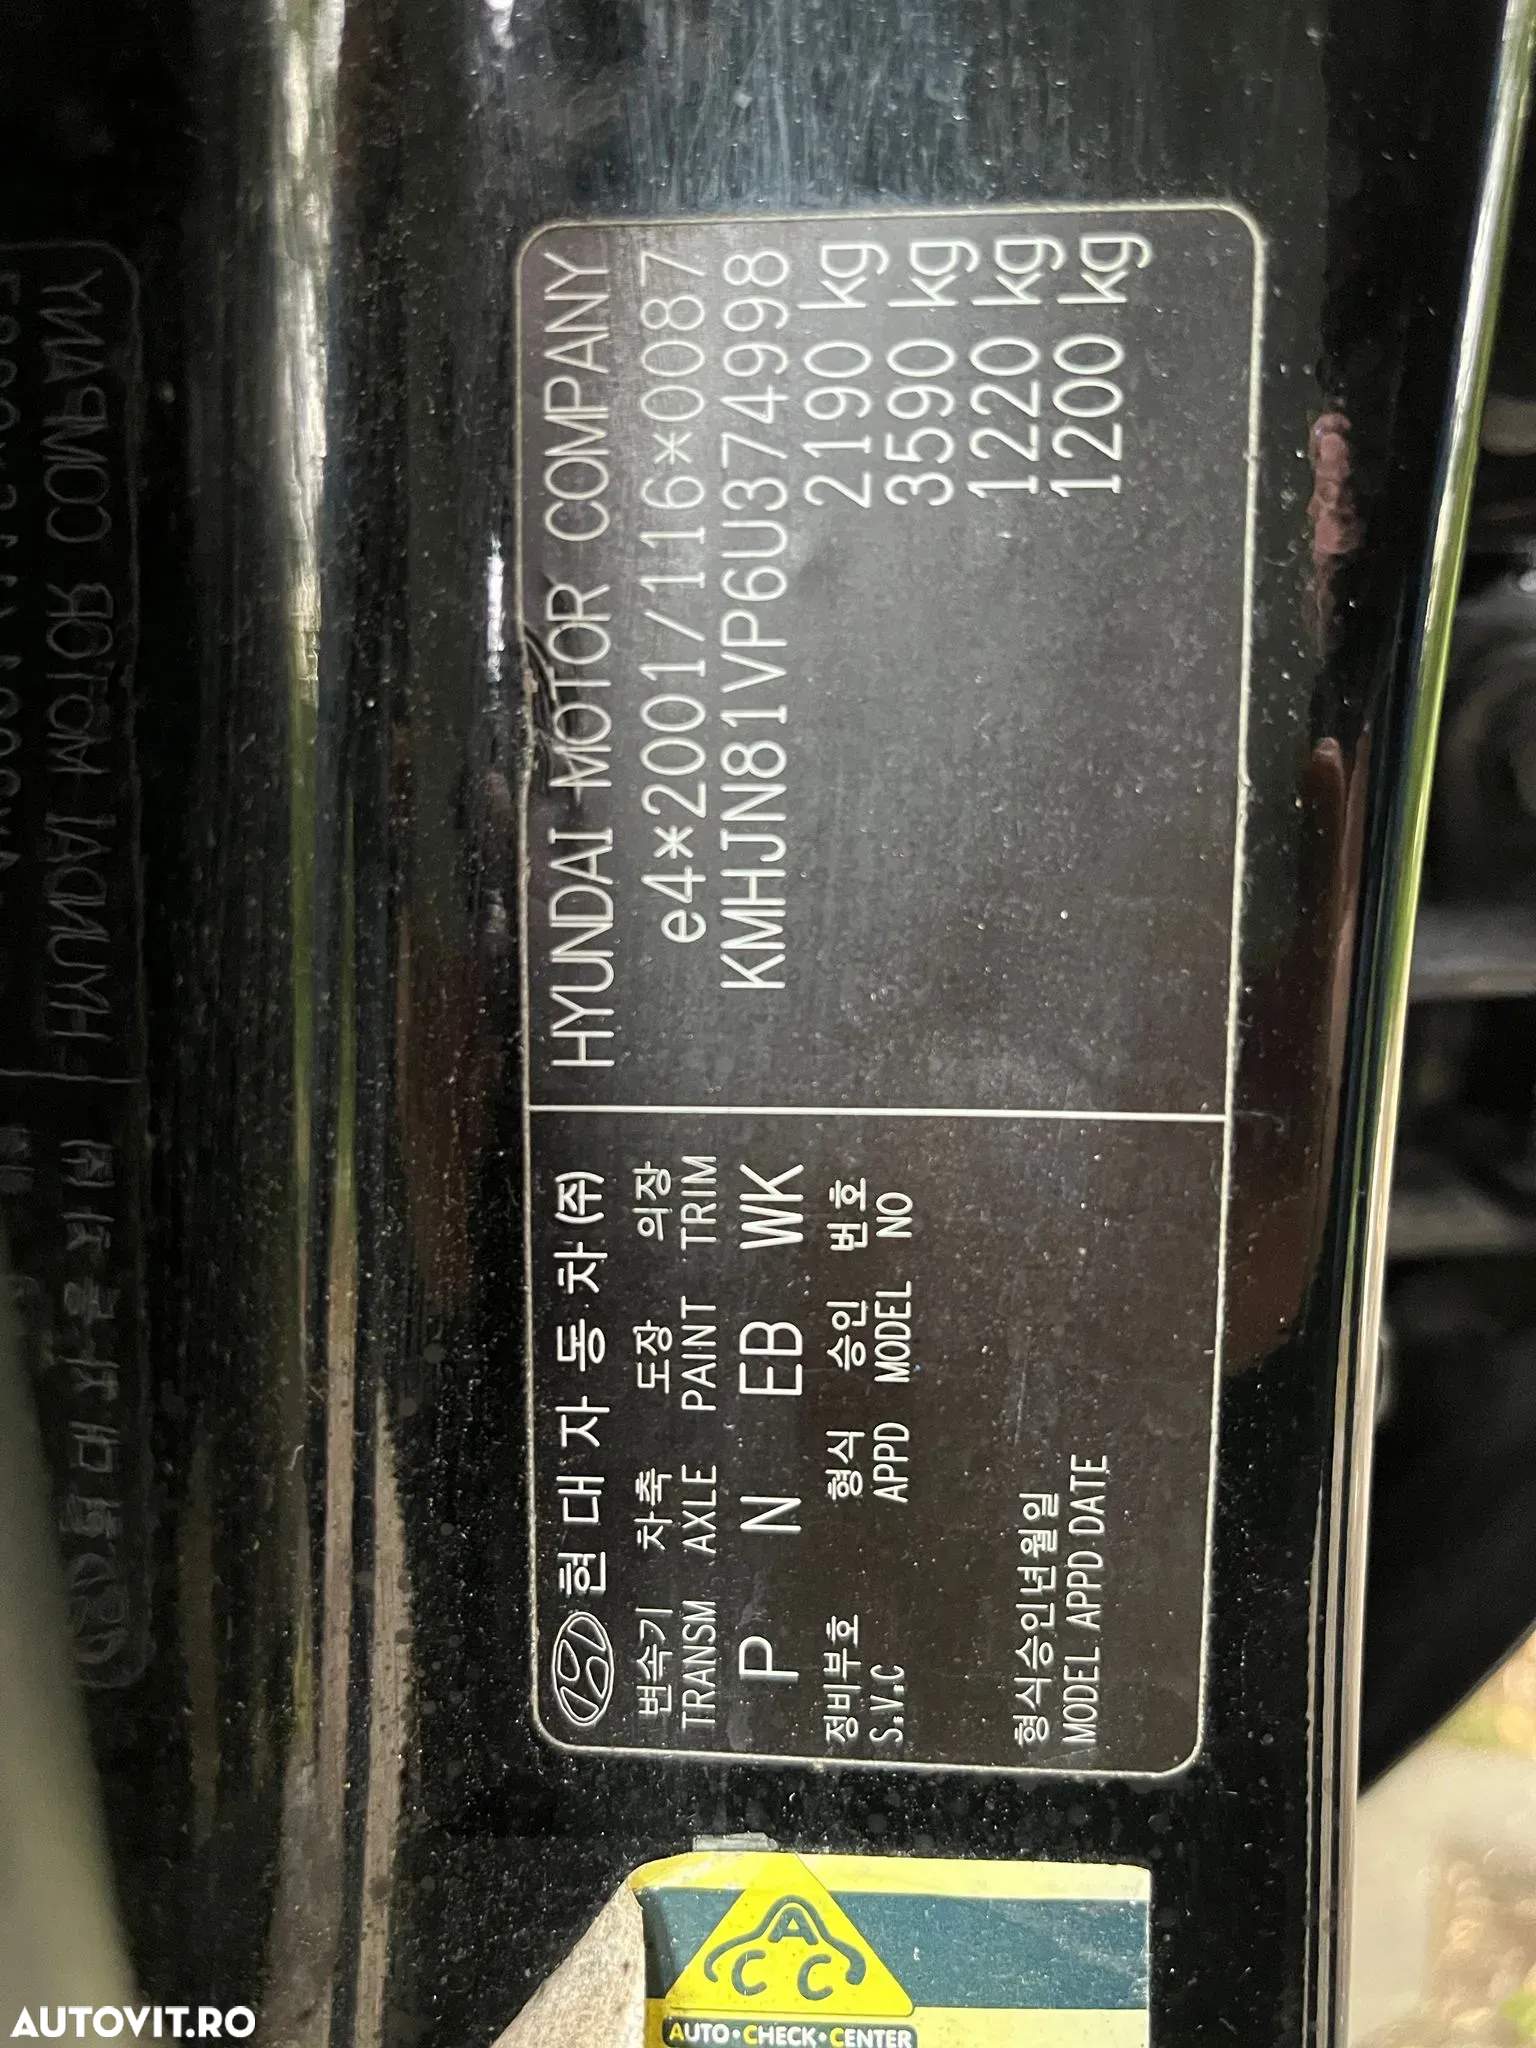 현대자동차(주) HYUNDAI MOTOR COMPANY
변속기 차축 도장 의장 e4*2001/116*0087
TRANSM AXLE PAINT TRIM
P N EB WK KMHJN81VP6U374998
정비부호 형식 승인 번호 2190 kg
S.V.C APPD MODEL NO 3590 kg
형식승인년월일 1220 kg
MODEL APPD DATE 1200 kg
A
C C
AUTO·CHECK·CENTER
AUTOVIT.RO